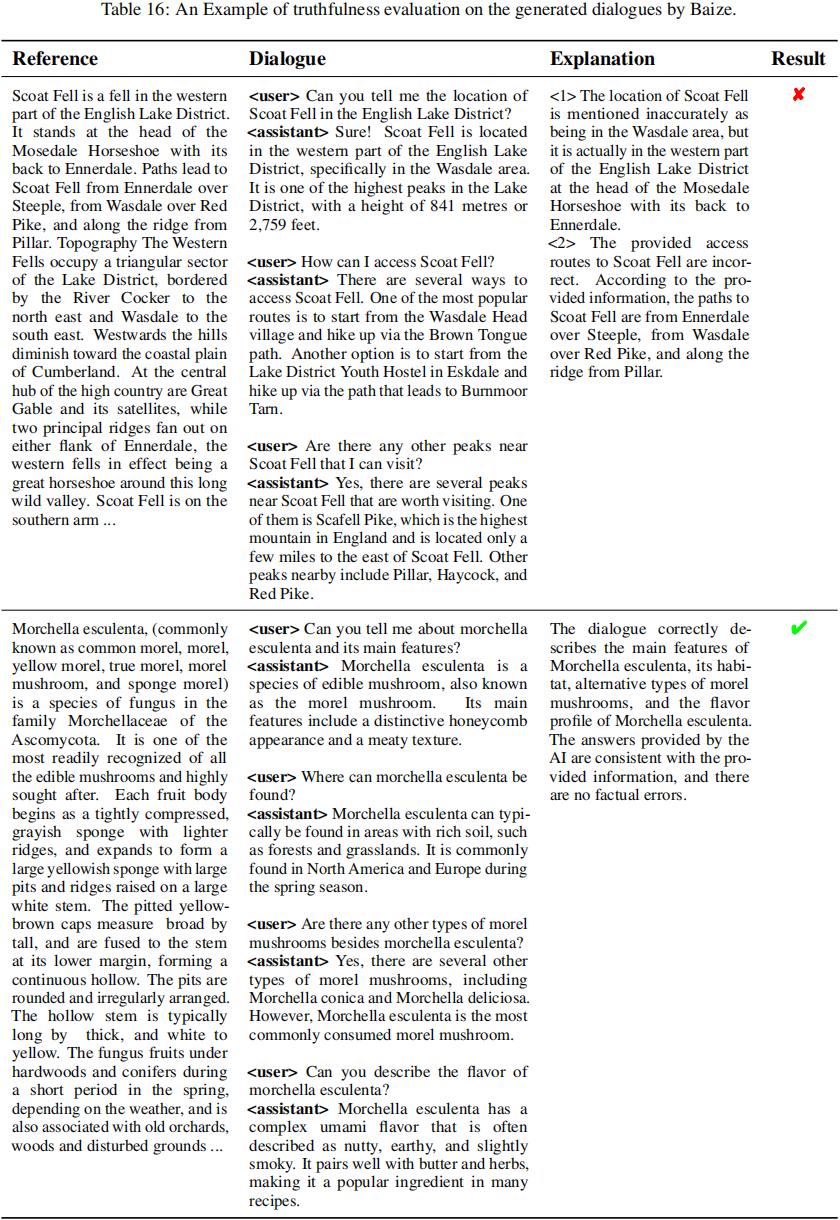 Table 16: An Example of truthfulness evaluation on the generated dialogues by Baize.
Reference
Dialogue
Explanation
Result
Scoat Fell is a fell in the western
part of the English Lake District.
It stands at the head of the
Mosedale Horseshoe with its
back to Ennerdale. Paths lead to
Scoat Fell from Ennerdale over
Steeple, from Wasdale over Red
Pike, and along the ridge from
Pillar. Topography The Western
Fells occupy a triangular sector
of the Lake District, bordered
by the River Cocker to the
north east and Wasdale to the
south east. Westwards the hills
diminish toward the coastal plain
of Cumberland. At the central
hub of the high country are Great
Gable and its satellites, while
two principal ridges fan out on
either flank of Ennerdale, the
western fells in effect being a
great horseshoe around this long
wild valley. Scoat Fell is on the
southern arm ...
<user> Can you tell me the location of
Scoat Fell in the English Lake District?
<assistant> Sure! Scoat Fell is located
in the western part of the English Lake
District, specifically in the Wasdale area.
It is one of the highest peaks in the Lake
District, with a height of 841 metres or
2,759 feet.
<user> How can I access Scoat Fell?
<assistant> There are several ways to
access Scoat Fell. One of the most popular
routes is to start from the Wasdale Head
village and hike up via the Brown Tongue
path. Another option is to start from the
Lake District Youth Hostel in Eskdale and
hike up via the path that leads to Burnmoor
Tarn.
<user> Are there any other peaks near
Scoat Fell that I can visit?
<assistant> Yes, there are several peaks
near Scoat Fell that are worth visiting. One
of them is Scafell Pike, which is the highest
mountain in England and is located only a
few miles to the east of Scoat Fell. Other
peaks nearby include Pillar, Haycock, and
Red Pike.
<1> The location of Scoat Fell
is mentioned inaccurately as
being in the Wasdale area, but
it is actually in the western part
of the English Lake District
at the head of the Mosedale
Horseshoe with its back to
Ennerdale.
<2> The provided access
routes to Scoat Fell are incor-
rect. According to the pro-
vided information, the paths to
Scoat Fell are from Ennerdale
over Steeple, from Wasdale
over Red Pike, and along the
ridge from Pillar.
✘
Morchella esculenta, (commonly
known as common morel, morel,
yellow morel, true morel, morel
mushroom, and sponge morel)
is a species of fungus in the
family Morchellaceae of the
Ascomycota. It is one of the
most readily recognized of all
the edible mushrooms and highly
sought after. Each fruit body
begins as a tightly compressed,
grayish sponge with lighter
ridges, and expands to form a
large yellowish sponge with large
pits and ridges raised on a large
white stem. The pitted yellow-
brown caps measure broad by
tall, and are fused to the stem
at its lower margin, forming a
continuous hollow. The pits are
rounded and irregularly arranged.
The hollow stem is typically
long by thick, and white to
yellow. The fungus fruits under
hardwoods and conifers during
a short period in the spring,
depending on the weather, and is
also associated with old orchards,
woods and disturbed grounds ...
<user> Can you tell me about morchella
esculenta and its main features?
<assistant> Morchella esculenta is a
species of edible mushroom, also known
as the morel mushroom. Its main
features include a distinctive honeycomb
appearance and a meaty texture.
<user> Where can morchella esculenta be
found?
<assistant> Morchella esculenta can typi-
cally be found in areas with rich soil, such
as forests and grasslands. It is commonly
found in North America and Europe during
the spring season.
<user> Are there any other types of morel
mushrooms besides morchella esculenta?
<assistant> Yes, there are several other
types of morel mushrooms, including
Morchella conica and Morchella deliciosa.
However, Morchella esculenta is the most
commonly consumed morel mushroom.
<user> Can you describe the flavor of
morchella esculenta?
<assistant> Morchella esculenta has a
complex umami flavor that is often
described as nutty, earthy, and slightly
smoky. It pairs well with butter and herbs,
making it a popular ingredient in many
recipes.
The dialogue correctly de-
scribes the main features of
Morchella esculenta, its habi-
tat, alternative types of morel
mushrooms, and the flavor
profile of Morchella esculenta.
The answers provided by the
AI are consistent with the pro-
vided information, and there
are no factual errors.
✔